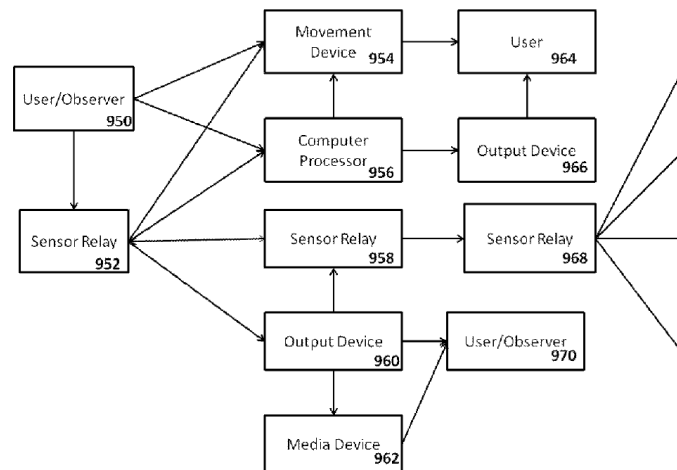 Movement
Device
954
User
964
User/Observer
950
Computer
Processor
956
Output Device
966
Sensor Relay
952
Sensor Relay
958
Sensor Relay
968
Output Device
960
User/Observer
970
Media Device
962